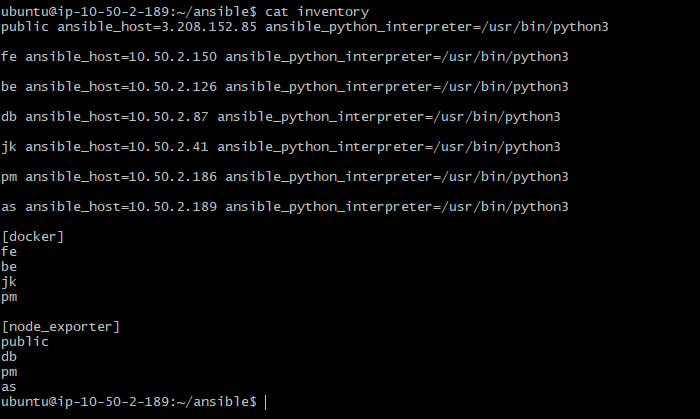 ubuntu@ip-10-50-2-189:~/ansible$ cat inventory
public ansible_host=3.208.152.85 ansible_python_interpreter=/usr/bin/python3
fe ansible_host=10.50.2.150 ansible_python_interpreter=/usr/bin/python3
be ansible_host=10.50.2.126 ansible_python_interpreter=/usr/bin/python3
db ansible_host=10.50.2.87 ansible_python_interpreter=/usr/bin/python3
jk ansible_host=10.50.2.41 ansible_python_interpreter=/usr/bin/python3
pm ansible_host=10.50.2.186 ansible_python_interpreter=/usr/bin/python3
as ansible_host=10.50.2.189 ansible_python_interpreter=/usr/bin/python3
[docker]
fe
be
jk
pm
[node_exporter]
public
db
pm
as
ubuntu@ip-10-50-2-189:~/ansible$